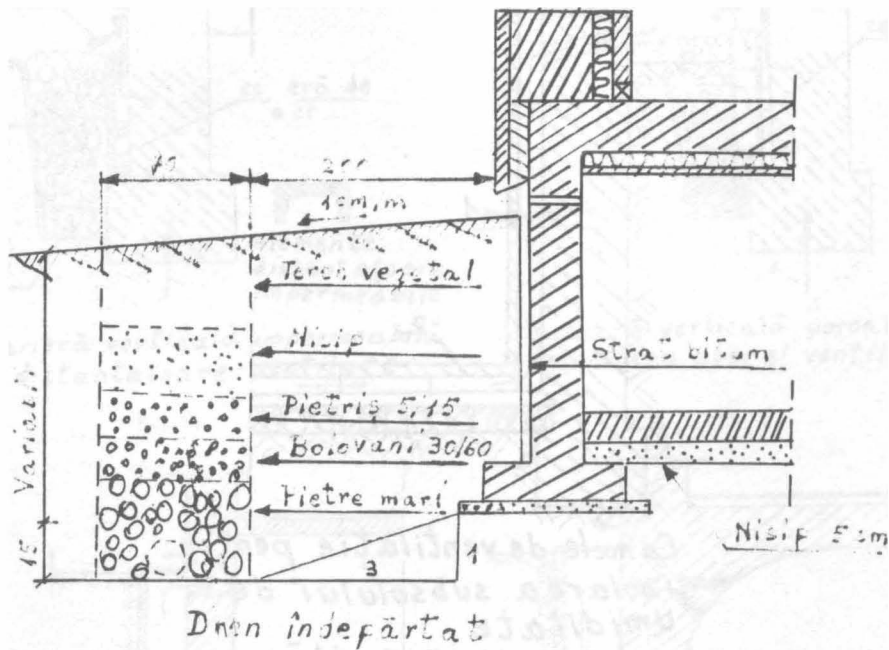 200
1cm/m
Teren vegetal
Nisip
Strat bitum
Pietriș 5/15
Bolovani 30/60
Variabil
Pietre mari
15
3
1
Nisip 5cm
Dren îndepărtat